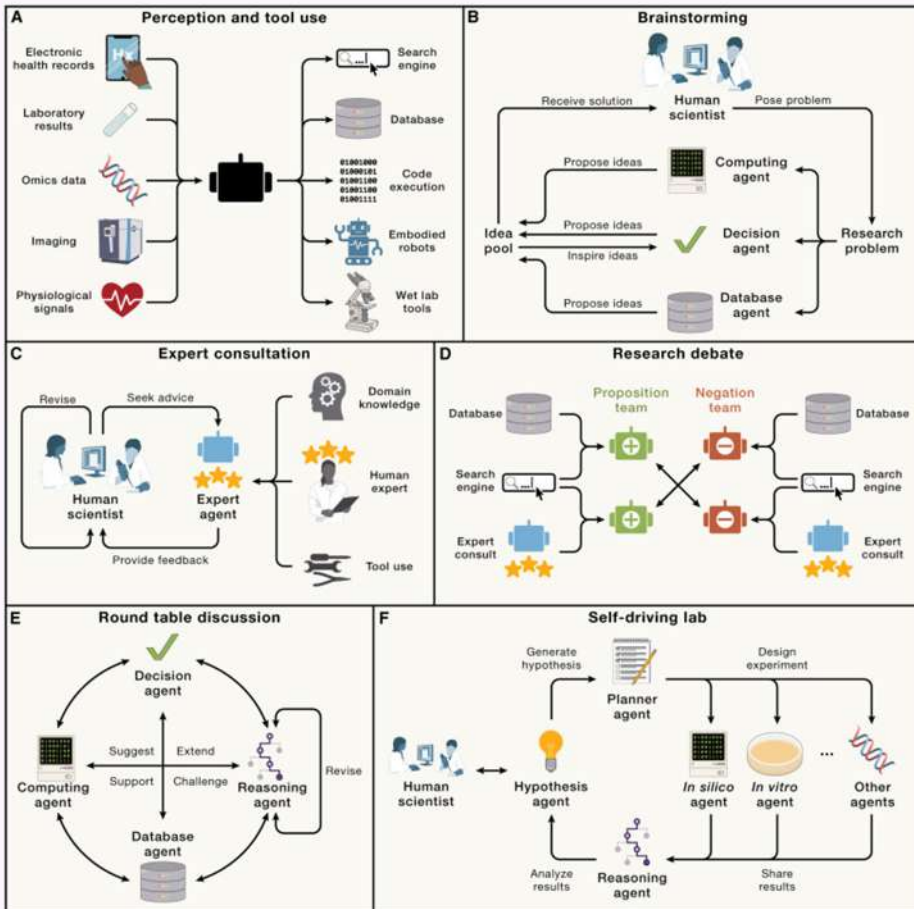 A
Perception and tool use
Electronic
health records
Hx
Laboratory
results
Omics data
Imaging
Physiological
signals
...|
Search
engine
Database
01001000
01000101
01001100
01001100
01001111
Code
execution
Embodied
robots
Wet lab
tools
B
Brainstorming
Receive solution
Human
scientist
Pose problem
Propose ideas
Computing
agent
Idea
pool
Propose ideas
Inspire ideas
Decision
agent
Research
problem
Propose ideas
Database
agent
C
Expert consultation
Revise
Seek advice
Human
scientist
Expert
agent
Provide feedback
Domain
knowledge
Human
expert
Tool use
D
Research debate
Database
Proposition
team
Negation
team
Database
Search
engine
...|
...|
Search
engine
Expert
consult
Expert
consult
E
Round table discussion
Decision
agent
Suggest
Extend
Computing
agent
Support
Challenge
Reasoning
agent
Revise
Database
agent
F
Self-driving lab
Generate
hypothesis
Planner
agent
Design
experiment
Human
scientist
Hypothesis
agent
In silico
agent
In vitro
agent
...
Other
agents
Analyze
results
Reasoning
agent
Share
results